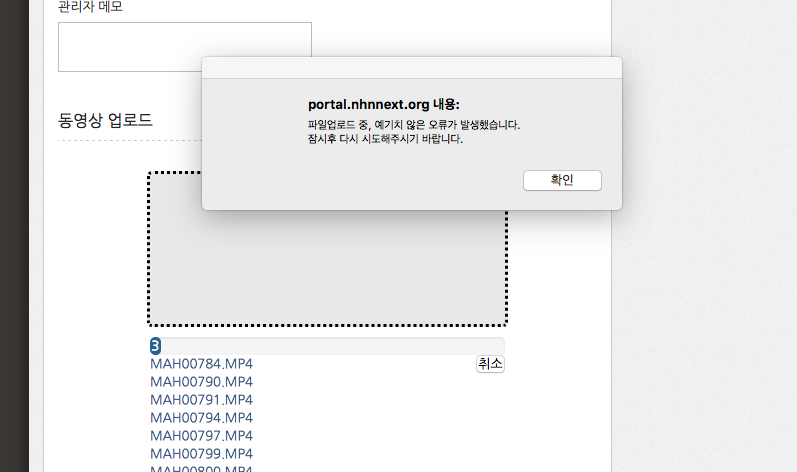 관리자 메모
portal.nhnnext.org 내용:
파일업로드 중, 예기치 않은 오류가 발생했습니다.
잠시후 다시 시도해주시기 바랍니다.
확인
동영상 업로드
3
MAH00784.MP4 취소
MAH00790.MP4
MAH00791.MP4
MAH00794.MP4
MAH00797.MP4
MAH00799.MP4
MAH00800.MP4